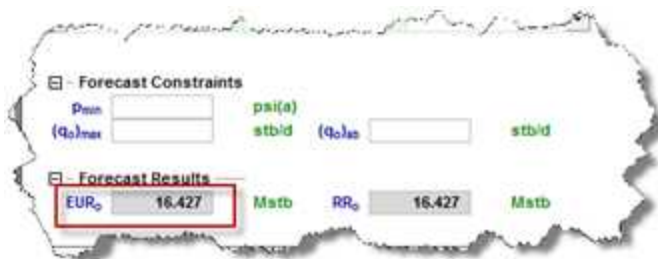 Forecast Constraints
pmin psi(a)
(qo)max stb/d (qo)ab stb/d
Forecast Results
EURo 16.427 Mstb RRo 16.427 Mstb